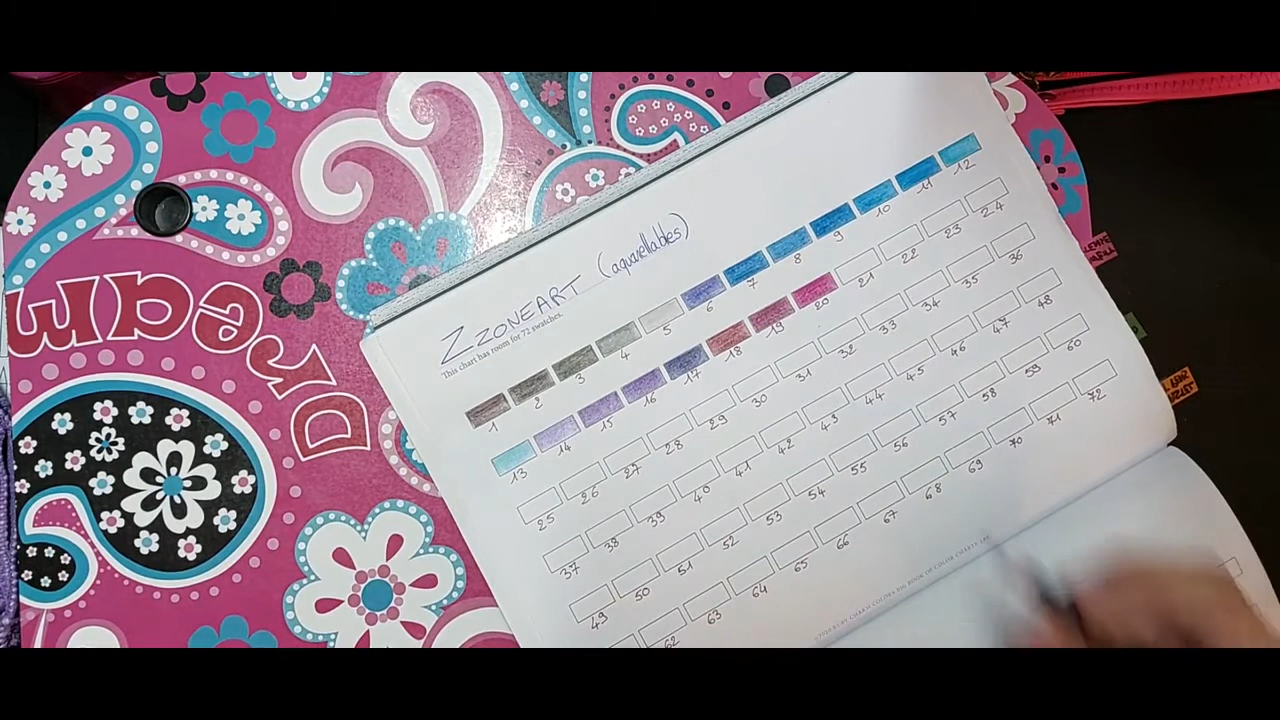 ZZONEART (aquarellables)
This chart has room for 72 swatches.
1 2 3 4 5 6 7 8 9 10 11 12
13 14 15 16 17 18 19 20 21 22 23 24
25 26 27 28 29 30 31 32 33 34 35 36
37 38 39 40 41 42 43 44 45 46 47 48
49 50 51 52 53 54 55 56 57 58 59 60
62 63 64 65 66 67 68 69 70 71 72
Dream